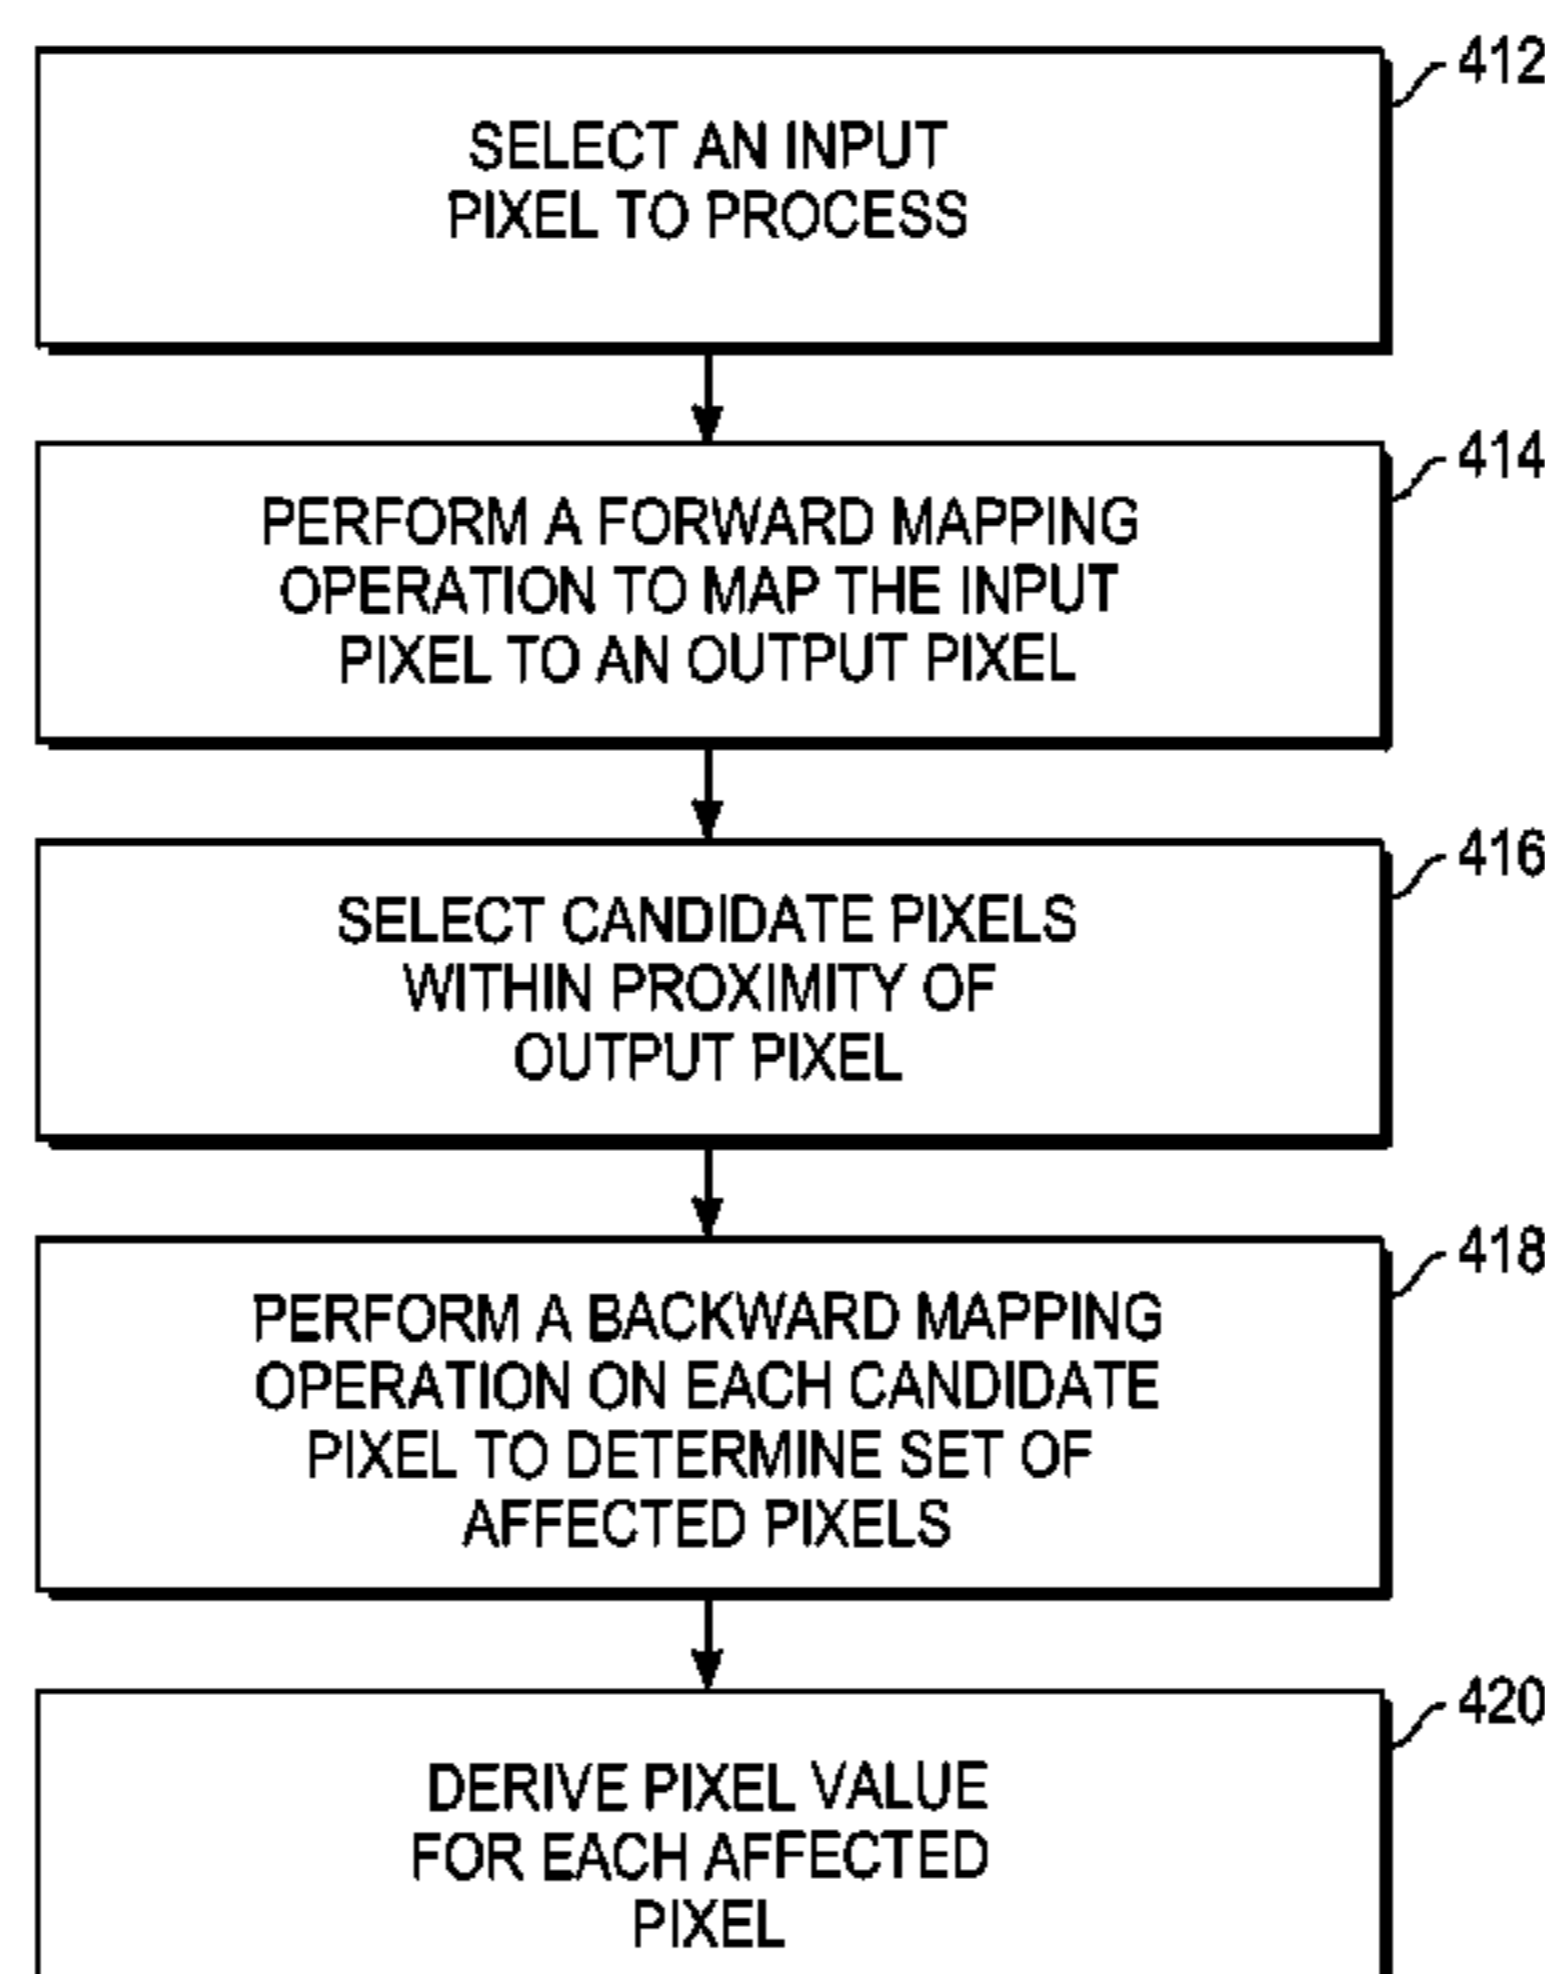 412
SELECT AN INPUT
PIXEL TO PROCESS
414
PERFORM A FORWARD MAPPING
OPERATION TO MAP THE INPUT
PIXEL TO AN OUTPUT PIXEL
416
SELECT CANDIDATE PIXELS
WITHIN PROXIMITY OF
OUTPUT PIXEL
418
PERFORM A BACKWARD MAPPING
OPERATION ON EACH CANDIDATE
PIXEL TO DETERMINE SET OF
AFFECTED PIXELS
420
DERIVE PIXEL VALUE
FOR EACH AFFECTED
PIXEL